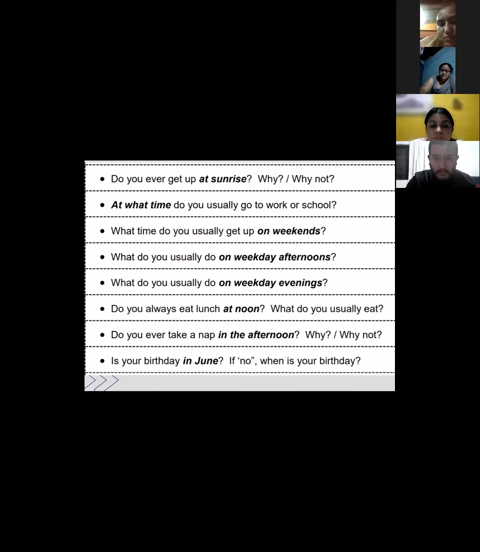 Do you ever get up at sunrise? Why? / Why not?
At what time do you usually go to work or school?
What time do you usually get up on weekends?
What do you usually do on weekday afternoons?
What do you usually do on weekday evenings?
Do you always eat lunch at noon? What do you usually eat?
Do you ever take a nap in the afternoon? Why? / Why not?
Is your birthday in June? If ‘no”, when is your birthday?